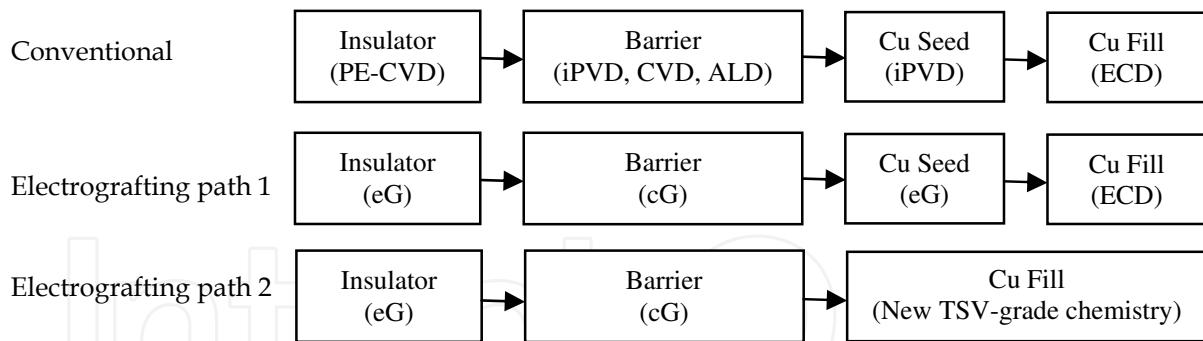 Conventional
Insulator
(PE-CVD)
Barrier
(iPVD, CVD, ALD)
Cu Seed
(iPVD)
Cu Fill
(ECD)
Electrografting path 1
Insulator
(eG)
Barrier
(cG)
Cu Seed
(eG)
Cu Fill
(ECD)
Electrografting path 2
Insulator
(eG)
Barrier
(cG)
Cu Fill
(New TSV-grade chemistry)